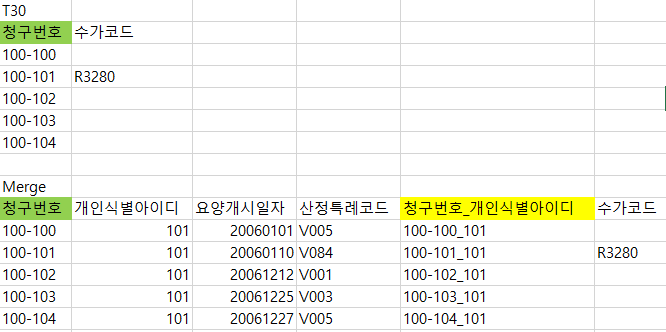 T30
청구번호 수가코드
100-100
100-101 R3280
100-102
100-103
100-104
Merge
청구번호 개인식별아이디 요양개시일자 산정특례코드 청구번호_개인식별아이디 수가코드
100-100 101 20060101 V005 100-100_101
100-101 101 20060110 V084 100-101_101 R3280
100-102 101 20061212 V001 100-102_101
100-103 101 20061225 V003 100-103_101
100-104 101 20061227 V005 100-104_101